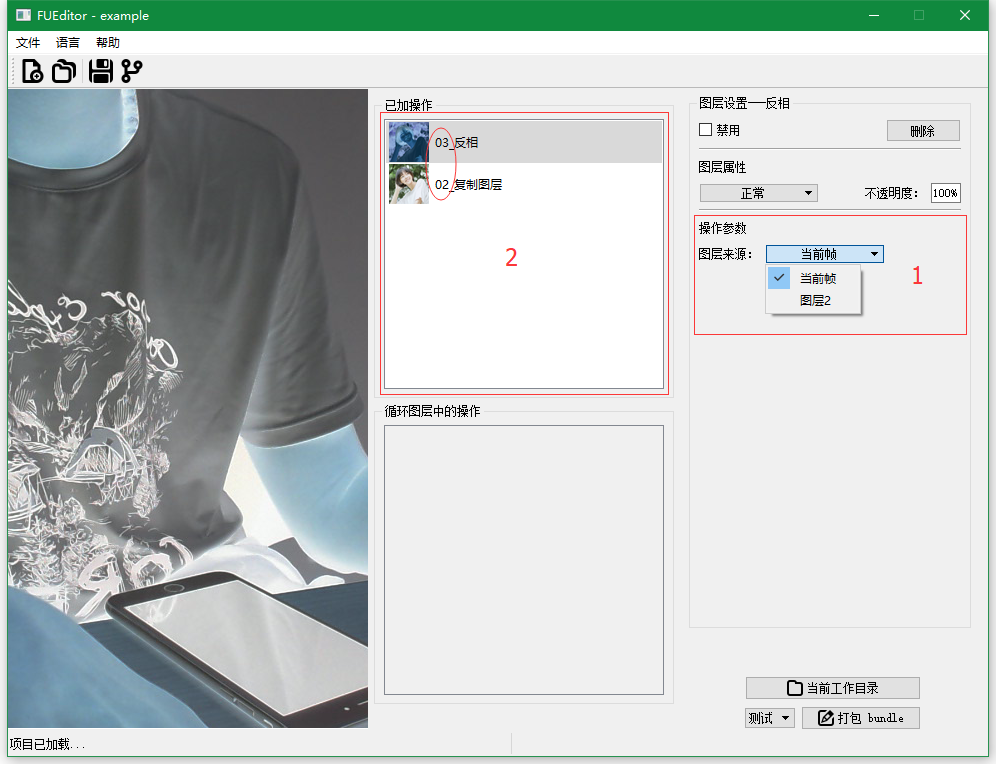 FUEditor - example
文件 语言 帮助
已加操作
03_反相
02_复制图层
2
循环图层中的操作
图层设置——反相
禁用 删除
图层属性
正常 不透明度： 100%
操作参数
图层来源： 当前帧
当前帧
图层2
1
当前工作目录
测试 打包 bundle
项目已加载...